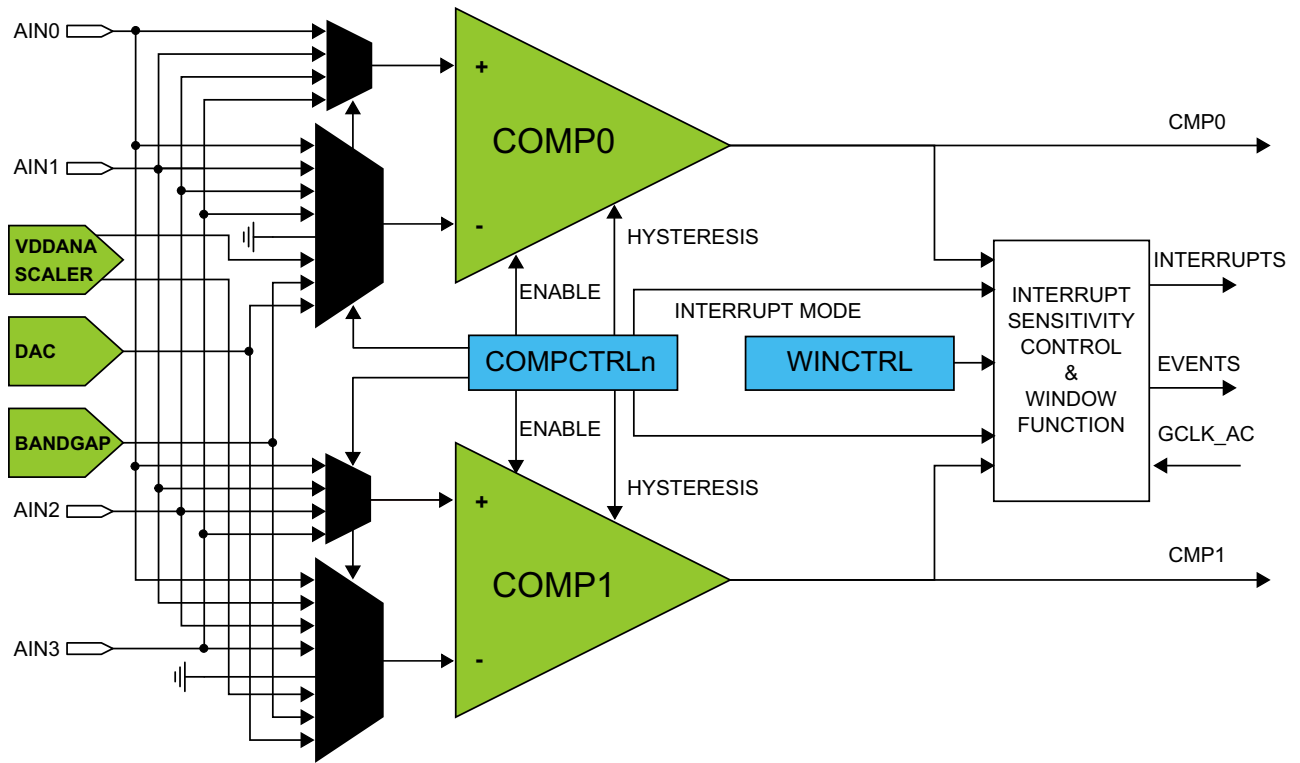 AIN0
+
CMP0
COMP0
AIN1
-
HYSTERESIS
VDDANA
SCALER
INTERRUPTS
ENABLE
INTERRUPT MODE
INTERRUPT
SENSITIVITY
CONTROL
&
WINDOW
FUNCTION
DAC
COMPCTRLn
WINCTRL
EVENTS
BANDGAP
ENABLE
GCLK_AC
HYSTERESIS
AIN2
+
CMP1
COMP1
AIN3
-